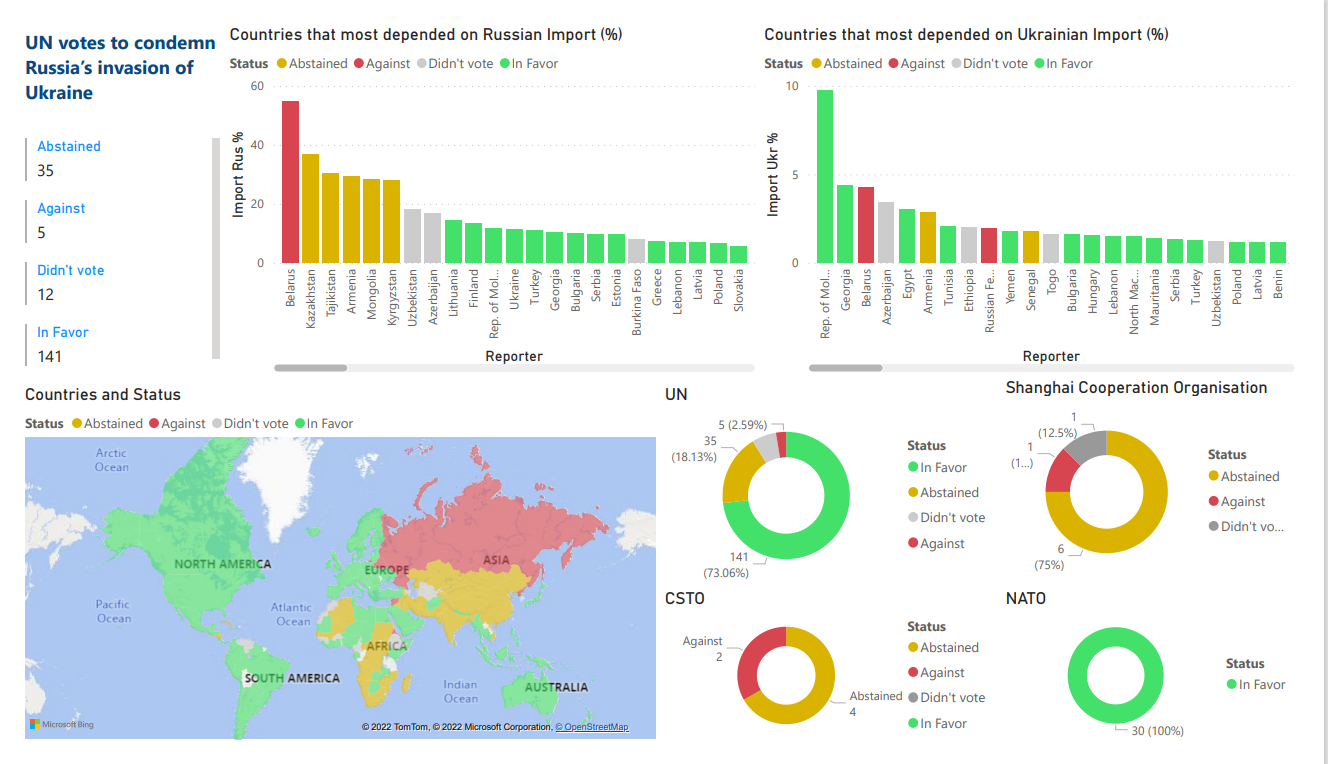 UN votes to condemn
Russia's invasion of
Ukraine
Abstained
35
Against
5
Didn't vote
12
In Favor
141
Countries that most depended on Russian Import (%)
Status Abstained Against Didn't vote In Favor
Import Rus %
60
40
20
0
Belarus
Kazakhstan
Tajikistan
Armenia
Mongolia
Kyrgyzstan
Uzbekistan
Azerbaijan
Lithuania
Finland
Rep. of Mol...
Ukraine
Turkey
Georgia
Bulgaria
Serbia
Estonia
Burkina Faso
Greece
Lebanon
Latvia
Poland
Slovakia
Reporter
Countries that most depended on Ukrainian Import (%)
Status Abstained Against Didn't vote In Favor
Import Ukr %
10
5
0
Rep. of Mol...
Georgia
Belarus
Azerbaijan
Egypt
Armenia
Tunisia
Ethiopia
Russian Fe...
Yemen
Senegal
Togo
Bulgaria
Hungary
Lebanon
North Mac...
Mauritania
Serbia
Turkey
Uzbekistan
Poland
Latvia
Benin
Reporter
Countries and Status
Status Abstained Against Didn't vote In Favor
Arctic
Ocean
NORTH AMERICA
EUROPE
ASIA
Pacific
Ocean
Atlantic
Ocean
AFRICA
SOUTH AMERICA
Indian
Ocean
AUSTRALIA
Microsoft Bing
© 2022 TomTom, © 2022 Microsoft Corporation, © OpenStreetMap
UN
5 (2.59%)
35
(18.13%)
141
(73.06%)
Status
In Favor
Abstained
Didn't vote
Against
Shanghai Cooperation Organisation
1
(12.5%)
1
(1...)
6
(75%)
Status
Abstained
Against
Didn't vo...
CSTO
Against
2
Abstained
4
Status
Abstained
Against
Didn't vote
In Favor
NATO
30 (100%)
Status
In Favor